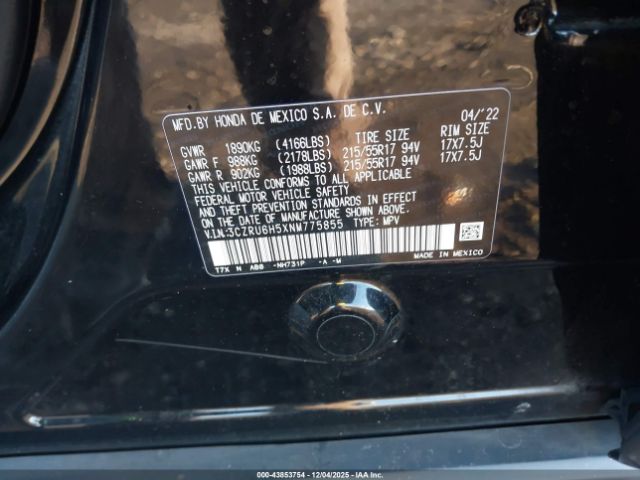 MFD.BY HONDA DE MEXICO S.A. DE C.V. 04/'22
GVWR 1890KG (4166LBS) TIRE SIZE RIM SIZE
GAWR F 988KG (2178LBS) 215/55R17 94V 17X7.5J
GAWR R 902KG (1988LBS) 215/55R17 94V 17X7.5J
THIS VEHICLE CONFORMS TO ALL APPLICABLE
FEDERAL MOTOR VEHICLE SAFETY
AND THEFT PREVENTION STANDARDS IN EFFECT
ON THE DATE OF MANUFACTURE SHOWN ABOVE.
V.I.N:3CZRU6H5XNM775855 TYPE: MPV
T7X N AB0 -NH731P -A -W
MADE IN MEXICO
000-43853754 | 12/04/2025 | IAA Inc.